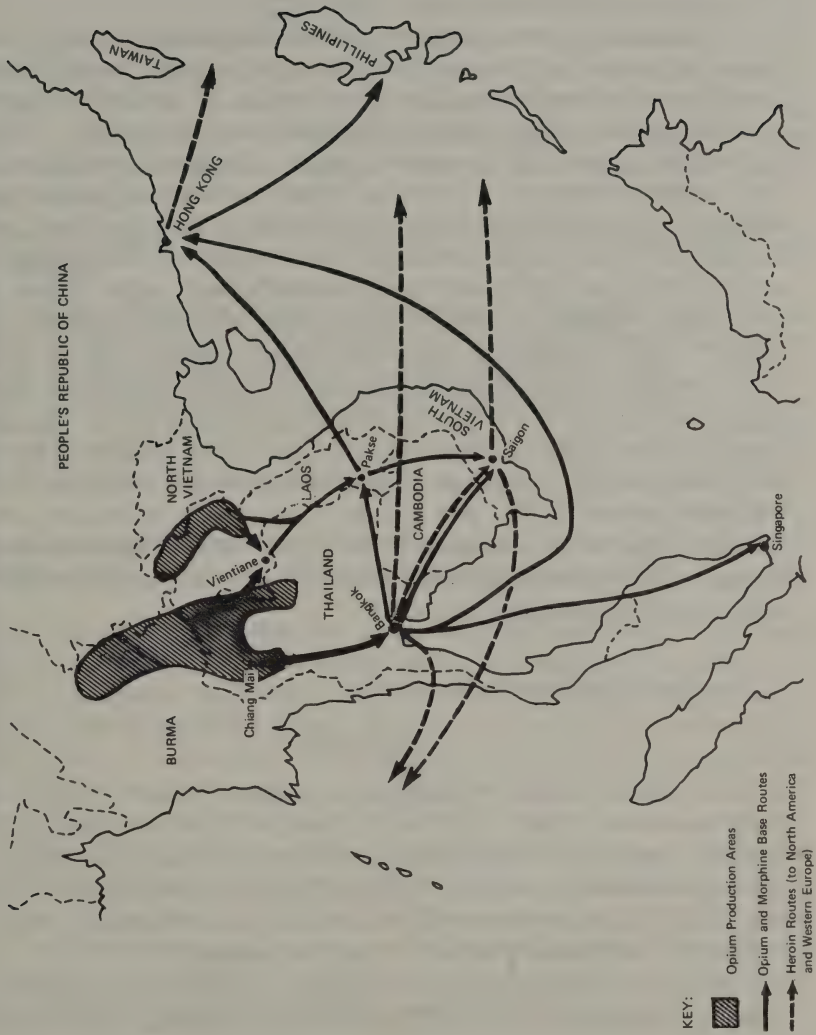 PEOPLE'S REPUBLIC OF CHINA
TAIWAN
HONG KONG
PHILLIPINES
NORTH
VIETNAM
BURMA
LAOS
Vientiane
Chiang Mai
THAILAND
Pakse
Bangkok
CAMBODIA
SOUTH
VIETNAM
Saigon
Singapore
KEY:
Opium Production Areas
Opium and Morphine Base Routes
Heroin Routes (to North America
and Western Europe)